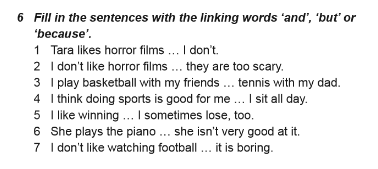 6 Fill in the sentences with the linking words ‘and’, ‘but’ or
‘because’.
1 Tara likes horror films … I don't.
2 I don't like horror films … they are too scary.
3 I play basketball with my friends … tennis with my dad.
4 I think doing sports is good for me … I sit all day.
5 I like winning … I sometimes lose, too.
6 She plays the piano … she isn't very good at it.
7 I don't like watching football … it is boring.